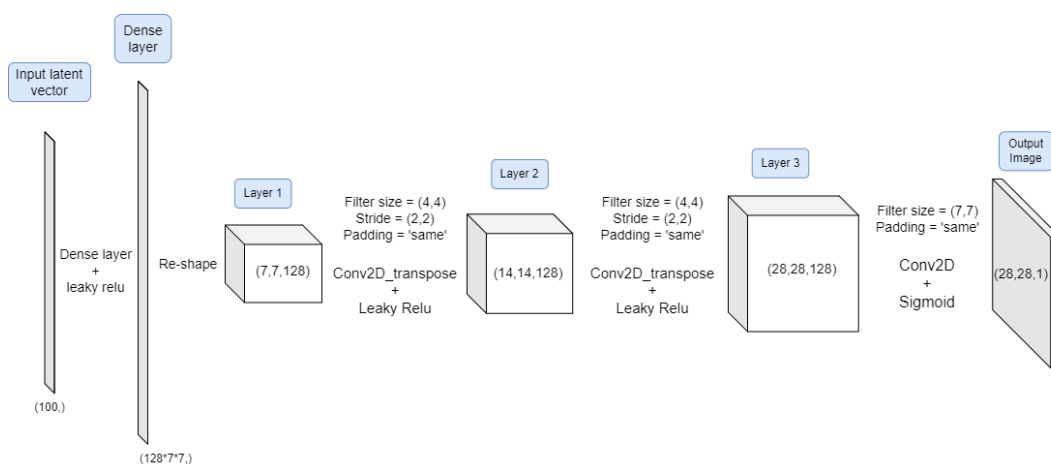 Input latent
vector
(100,)
Dense layer
+
leaky relu
Dense
layer
(128*7*7,)
Re-shape
Layer 1
(7,7,128)
Filter size = (4,4)
Stride = (2,2)
Padding = 'same'
Conv2D_transpose
+
Leaky Relu
Layer 2
(14,14,128)
Filter size = (4,4)
Stride = (2,2)
Padding = 'same'
Conv2D_transpose
+
Leaky Relu
Layer 3
(28,28,128)
Filter size = (7,7)
Padding = 'same'
Conv2D
+
Sigmoid
Output
Image
(28,28,1)